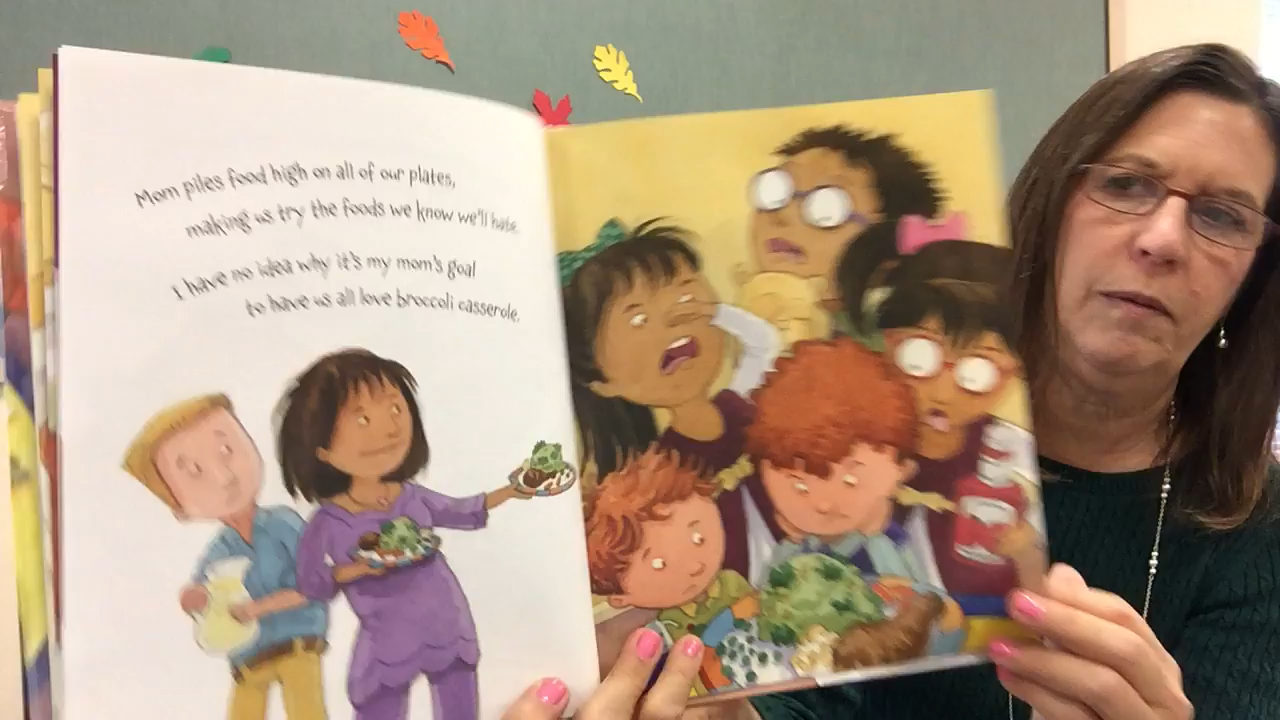 Mom piles food high on all of our plates,
making us try the foods we know we'll hate.
I have no idea why it's my mom's goal
to have us all love broccoli casserole.